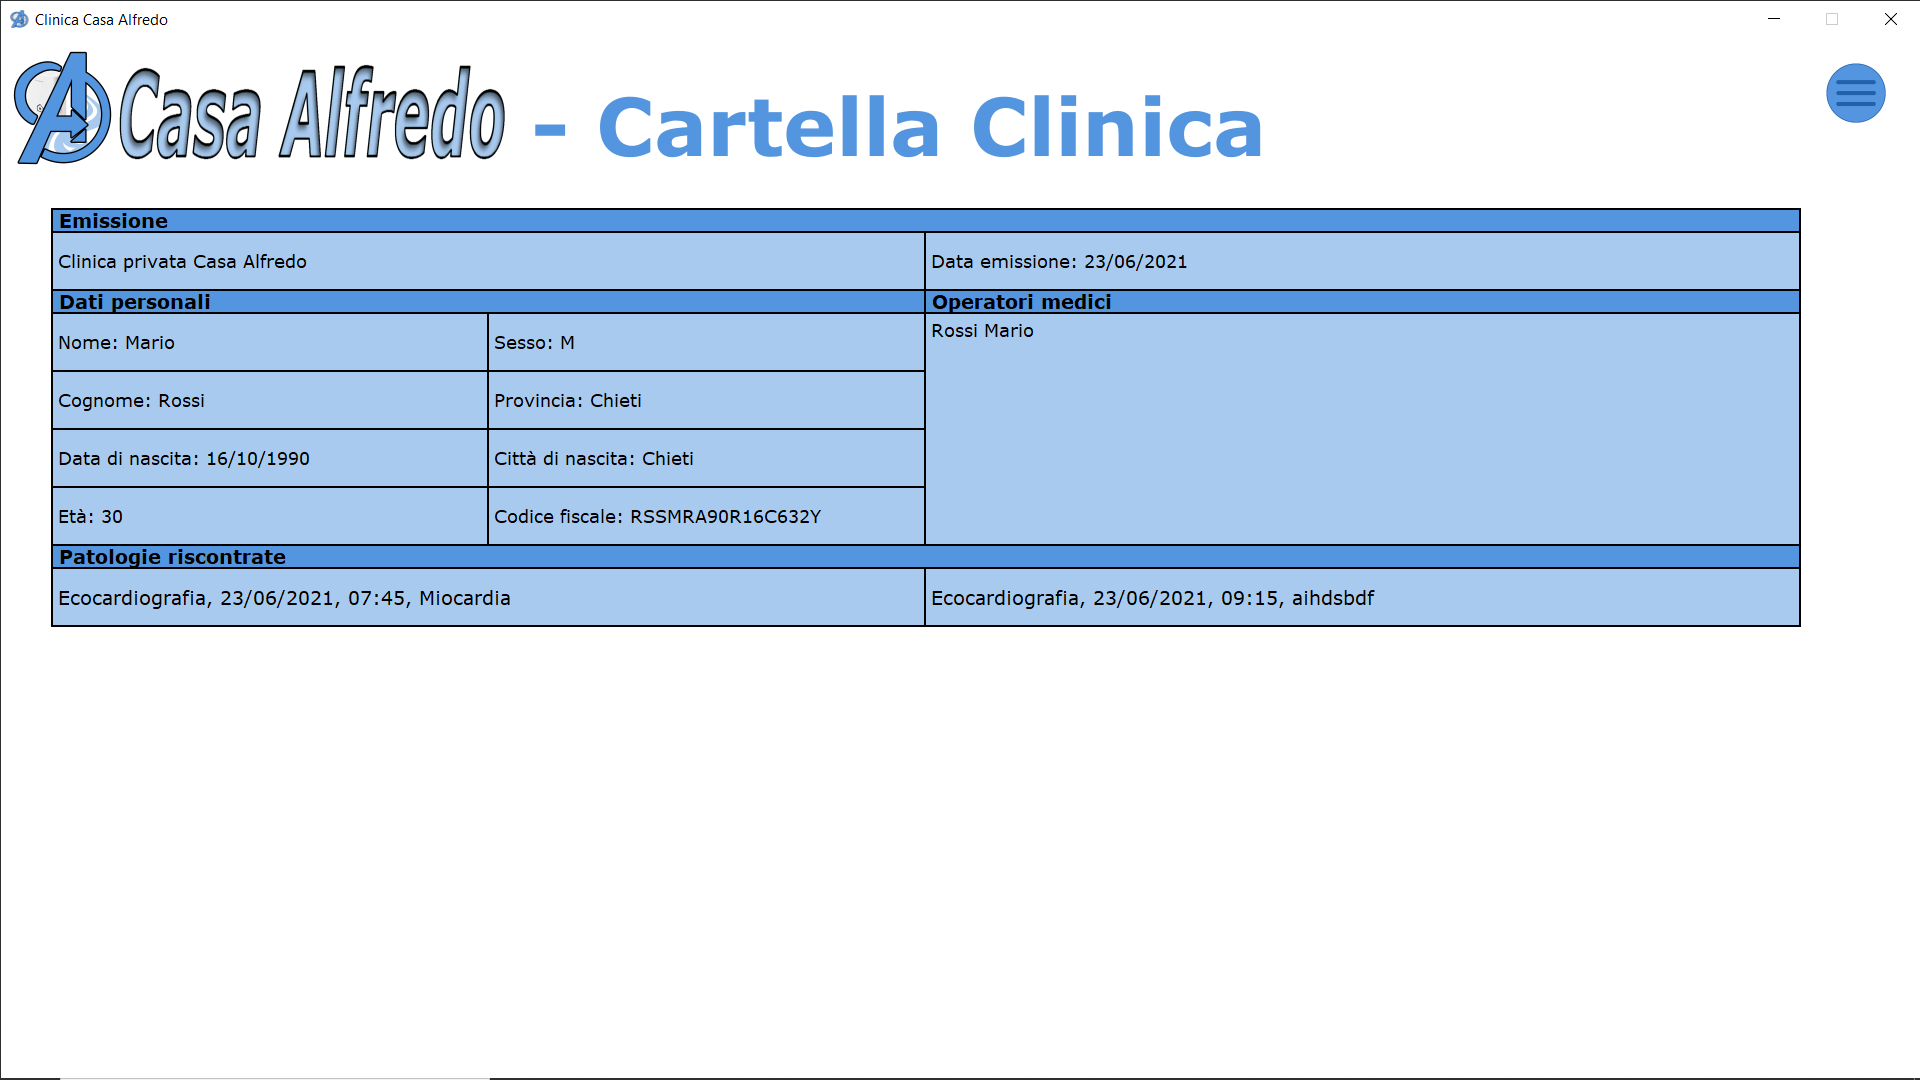 Clinica Casa Alfredo
Casa Alfredo - Cartella Clinica
Emissione
Clinica privata Casa Alfredo
Data emissione: 23/06/2021
Dati personali
Operatori medici
Nome: Mario
Sesso: M
Rossi Mario
Cognome: Rossi
Provincia: Chieti
Data di nascita: 16/10/1990
Città di nascita: Chieti
Età: 30
Codice fiscale: RSSMRA90R16C632Y
Patologie riscontrate
Ecocardiografia, 23/06/2021, 07:45, Miocardia
Ecocardiografia, 23/06/2021, 09:15, aihdsbdf